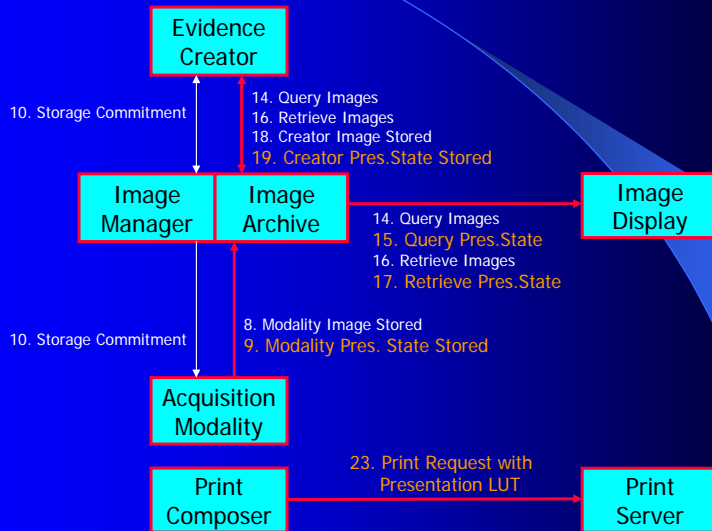 Evidence
Creator
10. Storage Commitment
14. Query Images
16. Retrieve Images
18. Creator Image Stored
19. Creator Pres.State Stored
Image
Manager
Image
Archive
Image
Display
14. Query Images
15. Query Pres.State
16. Retrieve Images
17. Retrieve Pres.State
10. Storage Commitment
8. Modality Image Stored
9. Modality Pres. State Stored
Acquisition
Modality
23. Print Request with
Presentation LUT
Print
Composer
Print
Server